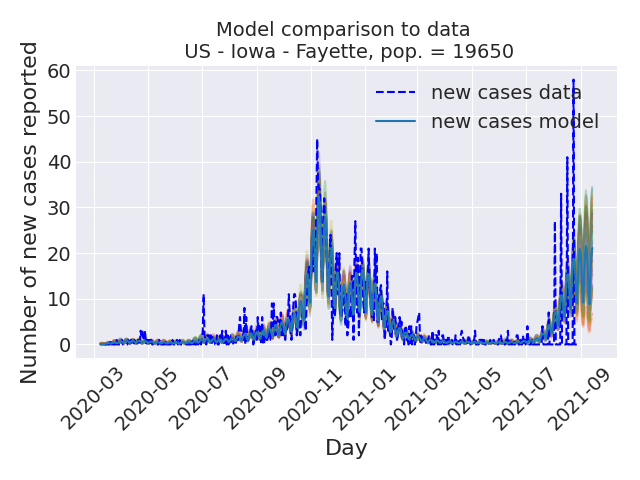 Model comparison to data
US - Iowa - Fayette, pop. = 19650
Number of new cases reported
60
50
40
30
20
10
0
new cases data
new cases model
2020-03
2020-05
2020-07
2020-09
2020-11
2021-01
2021-03
2021-05
2021-07
2021-09
Day